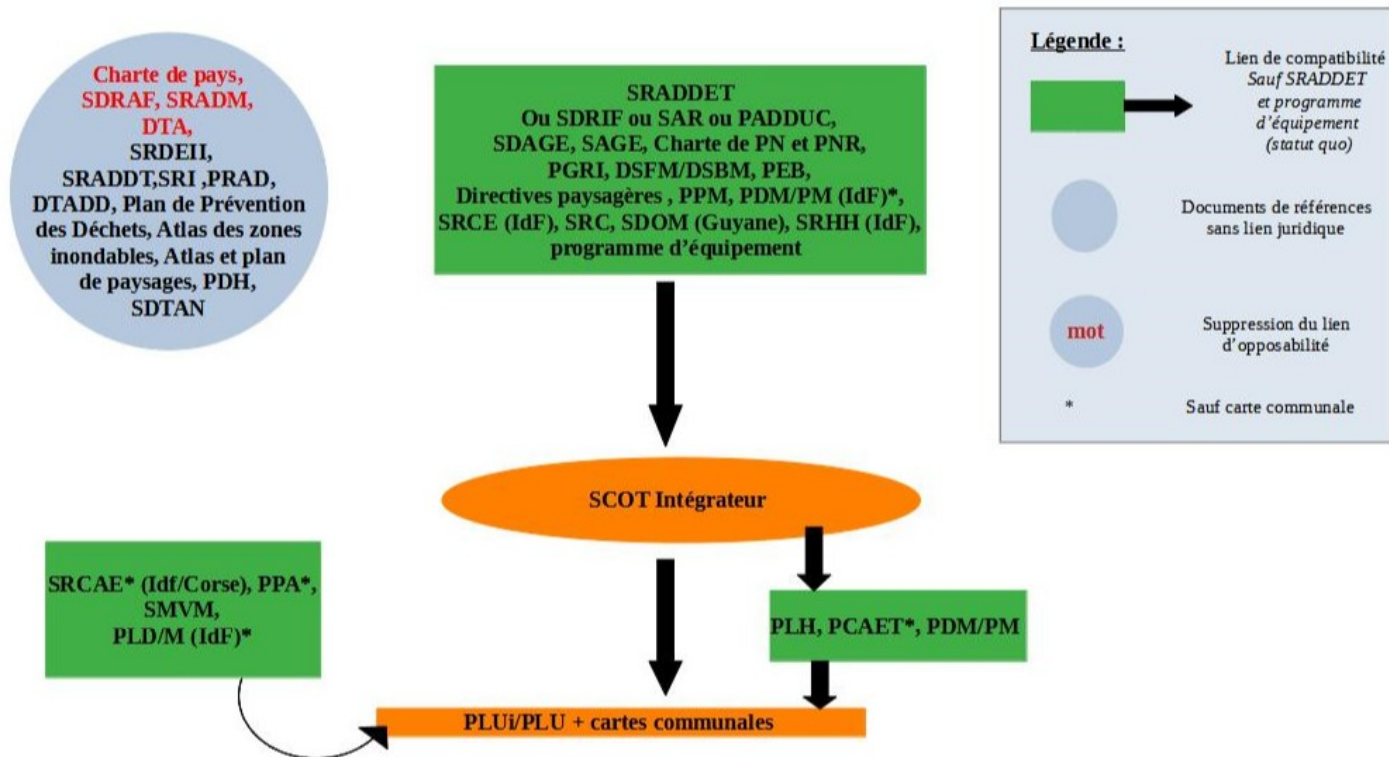 Charte de pays,
SDRAF, SRADM,
DTA,
SRDEII,
SRADDT,SRI ,PRAD,
DTADD, Plan de Prévention
des Déchets, Atlas des zones
inondables, Atlas et plan
de paysages, PDH,
SDTAN
SRADDET
Ou SDRIF ou SAR ou PADDUC,
SDAGE, SAGE, Charte de PN et PNR,
PGRI, DSFM/DSBM, PEB,
Directives paysagères , PPM, PDM/PM (IdF)*,
SRCE (IdF), SRC, SDOM (Guyane), SRHH (IdF),
programme d’équipement
Légende :
Lien de compatibilité
Sauf SRADDET
et programme
d’équipement
(statut quo)
Documents de références
sans lien juridique
mot
Suppression du lien
d’opposabilité
*
Sauf carte communale
SCOT Intégrateur
SRCAE* (Idf/Corse), PPA*,
SMVM,
PLD/M (IdF)*
PLH, PCAET*, PDM/PM
PLUi/PLU + cartes communales